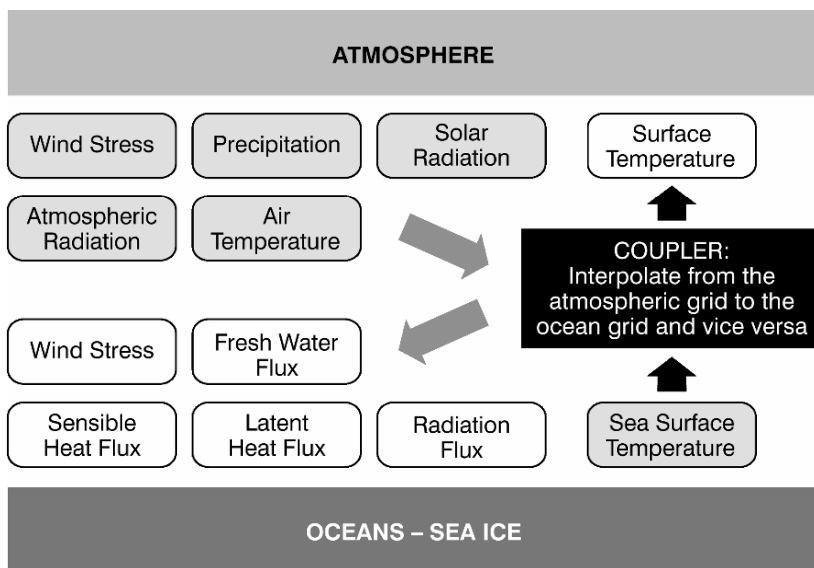 ATMOSPHERE
Wind Stress
Precipitation
Solar
Radiation
Surface
Temperature
Atmospheric
Radiation
Air
Temperature
COUPLER:
Interpolate from the
atmospheric grid to the
ocean grid and vice versa
Wind Stress
Fresh Water
Flux
Sensible
Heat Flux
Latent
Heat Flux
Radiation
Flux
Sea Surface
Temperature
OCEANS – SEA ICE